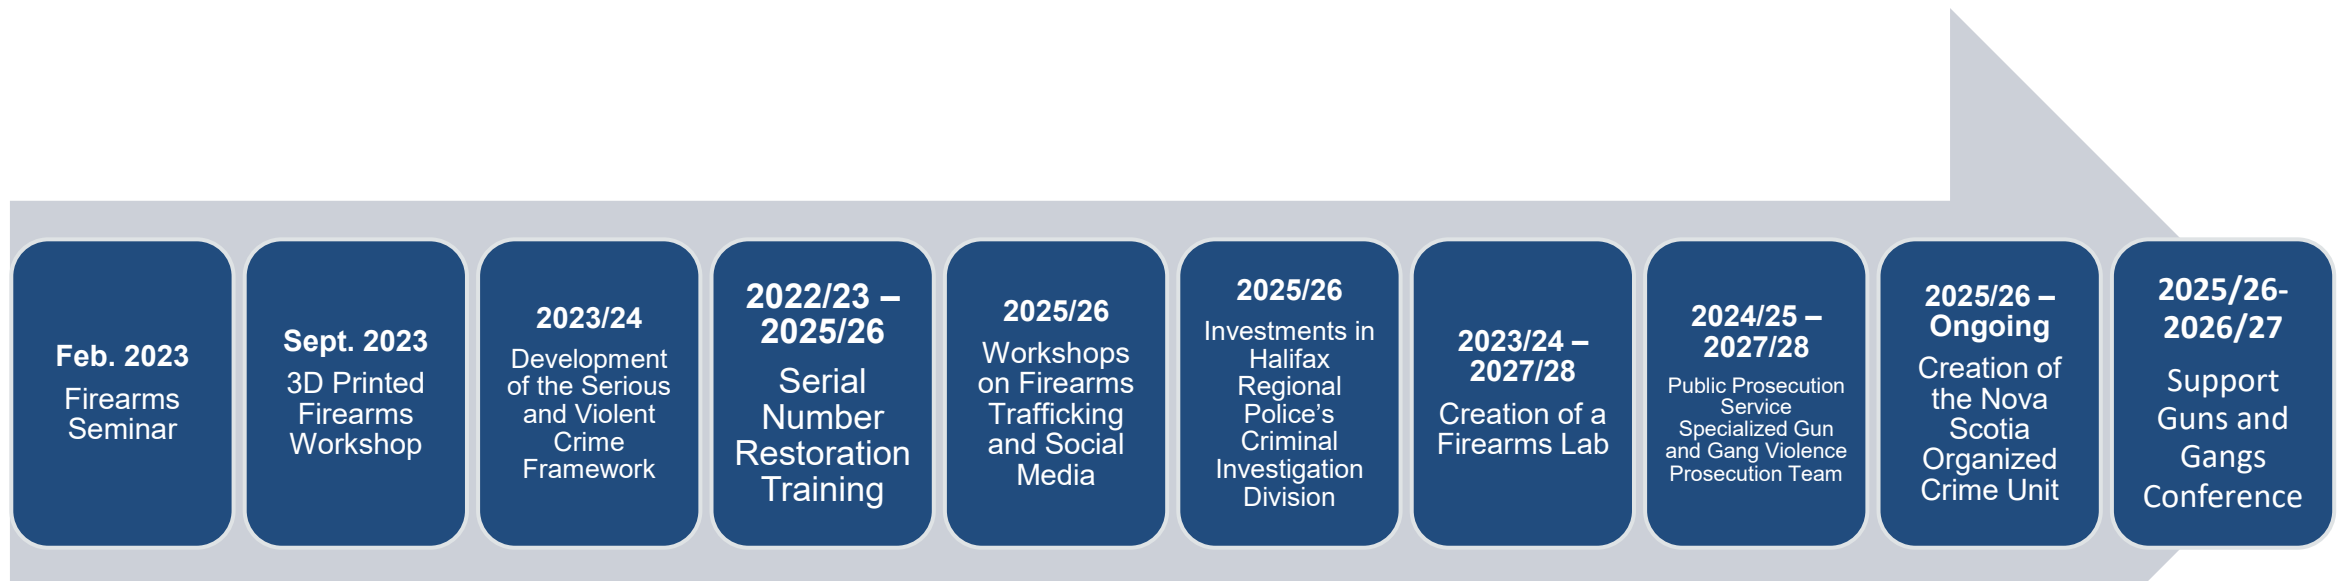 Feb. 2023
Firearms
Seminar
Sept. 2023
3D Printed
Firearms
Workshop
2023/24
Development
of the Serious
and Violent
Crime
Framework
2022/23 –
2025/26
Serial
Number
Restoration
Training
2025/26
Workshops
on Firearms
Trafficking
and Social
Media
2025/26
Investments in
Halifax
Regional
Police’s
Criminal
Investigation
Division
2023/24 –
2027/28
Creation of a
Firearms Lab
2024/25 –
2027/28
Public Prosecution
Service
Specialized Gun
and Gang Violence
Prosecution Team
2025/26 –
Ongoing
Creation of
the Nova
Scotia
Organized
Crime Unit
2025/26-
2026/27
Support
Guns and
Gangs
Conference